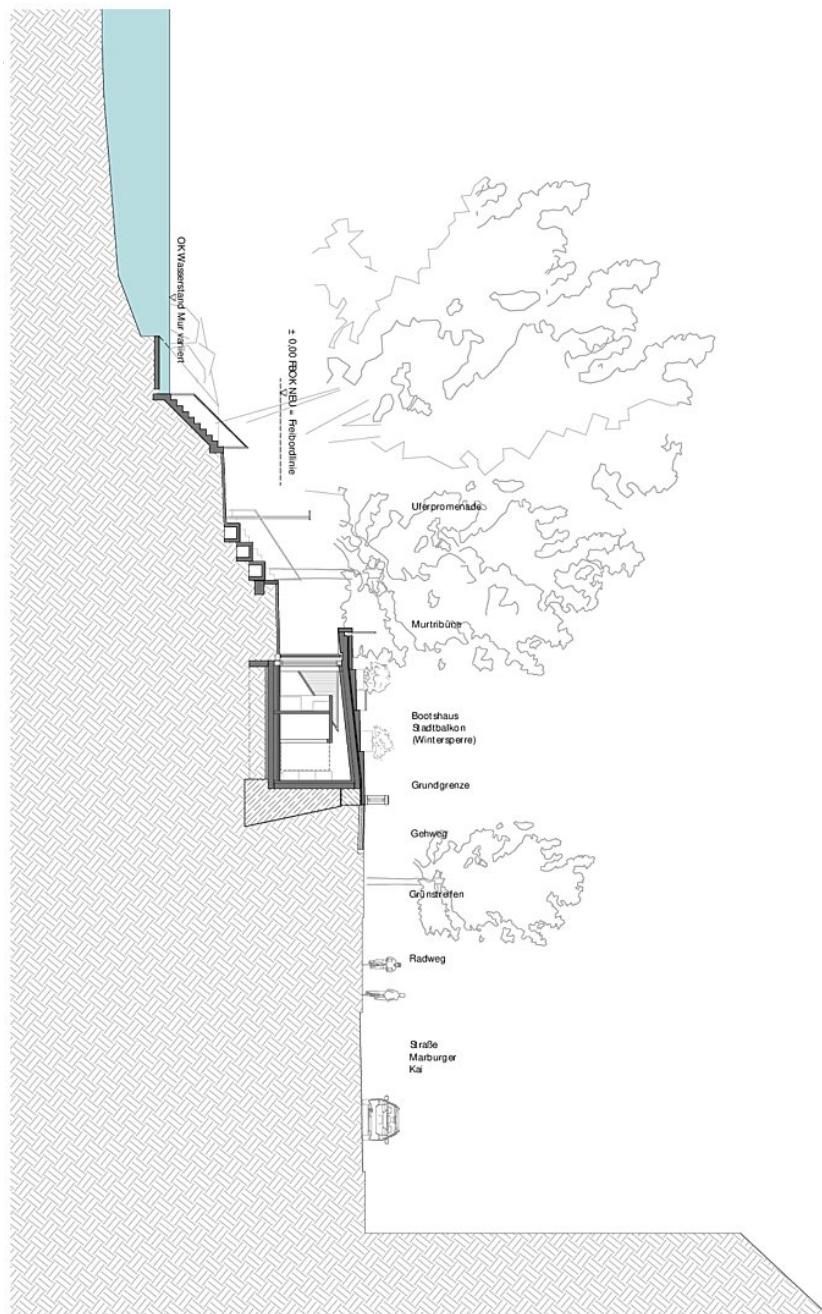 OK Wasserstand Mur variiert
± 0,00 FBOK NEU = Freibordlinie
Uferpromenade
Murtribüne
Bootshaus
Stadtbalkon
(Wintersperre)
Grundgrenze
Gehweg
Grünstreifen
Radweg
Straße
Marburger
Kai